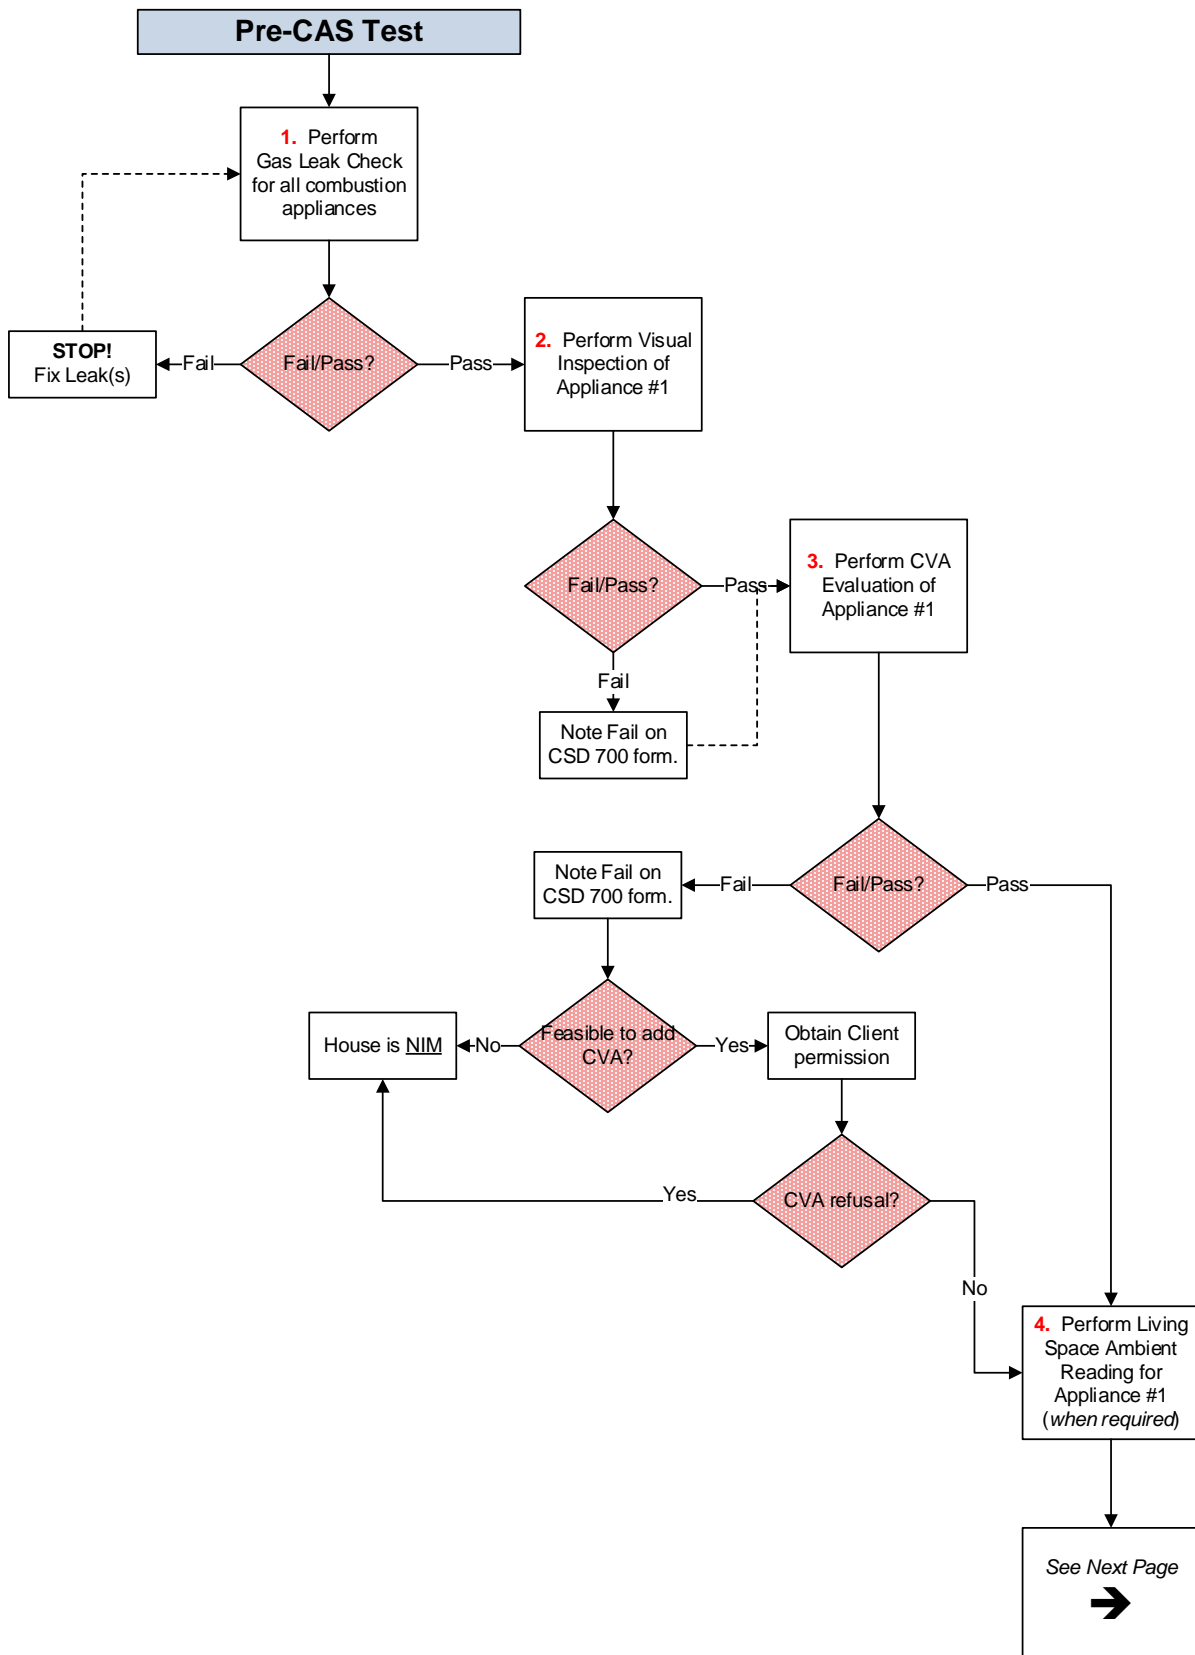 Pre-CAS Test
1. Perform
Gas Leak Check
for all combustion
appliances
STOP!
Fix Leak(s)
Fail
Fail/Pass?
Pass
2. Perform Visual
Inspection of
Appliance #1
Fail/Pass?
Pass
3. Perform CVA
Evaluation of
Appliance #1
Fail
Note Fail on
CSD 700 form.
Note Fail on
CSD 700 form.
Fail
Fail/Pass?
Pass
House is NIM
No
Feasible to add
CVA?
Yes
Obtain Client
permission
Yes
CVA refusal?
No
4. Perform Living
Space Ambient
Reading for
Appliance #1
(when required)
See Next Page